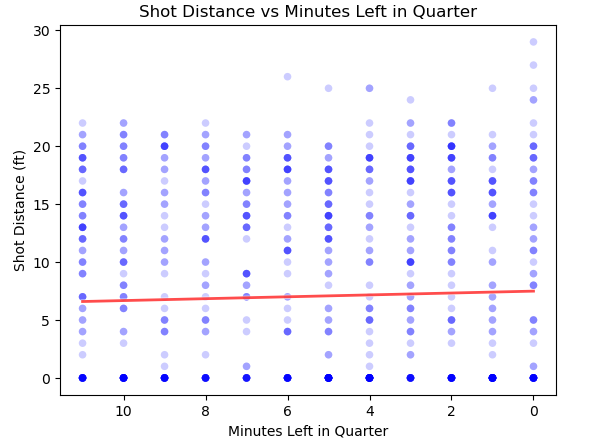 Shot Distance vs Minutes Left in Quarter
30
25
20
15
10
5
0
Shot Distance (ft)
10 8 6 4 2 0
Minutes Left in Quarter